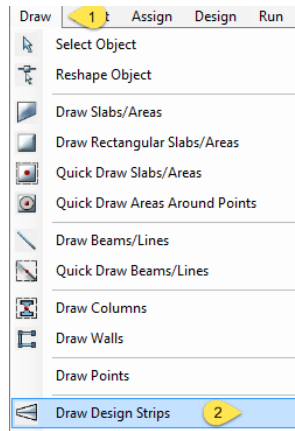 Draw 1 t Assign Design Run
Select Object
Reshape Object
Draw Slabs/Areas
Draw Rectangular Slabs/Areas
Quick Draw Slabs/Areas
Quick Draw Areas Around Points
Draw Beams/Lines
Quick Draw Beams/Lines
Draw Columns
Draw Walls
Draw Points
Draw Design Strips 2